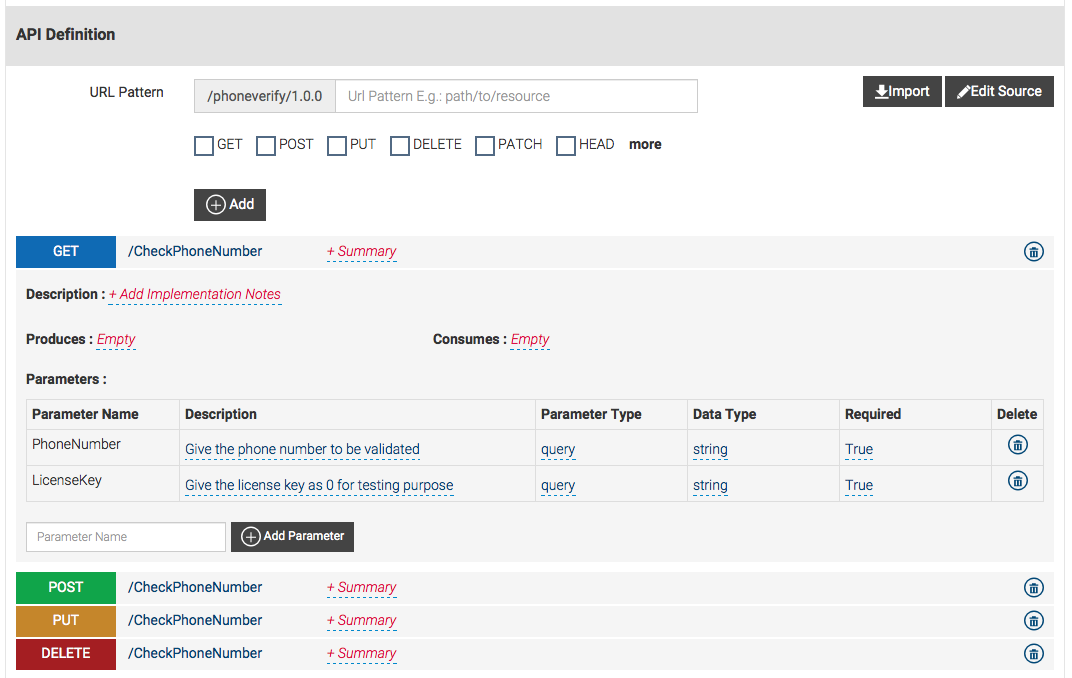 API Definition
URL Pattern /phoneverify/1.0.0 Url Pattern E.g.: path/to/resource Import Edit Source
GET POST PUT DELETE PATCH HEAD more
Add
GET /CheckPhoneNumber + Summary
Description : + Add Implementation Notes
Produces : Empty Consumes : Empty
Parameters :
Parameter Name Description Parameter Type Data Type Required Delete
PhoneNumber Give the phone number to be validated query string True
LicenseKey Give the license key as 0 for testing purpose query string True
Parameter Name Add Parameter
POST /CheckPhoneNumber + Summary
PUT /CheckPhoneNumber + Summary
DELETE /CheckPhoneNumber + Summary